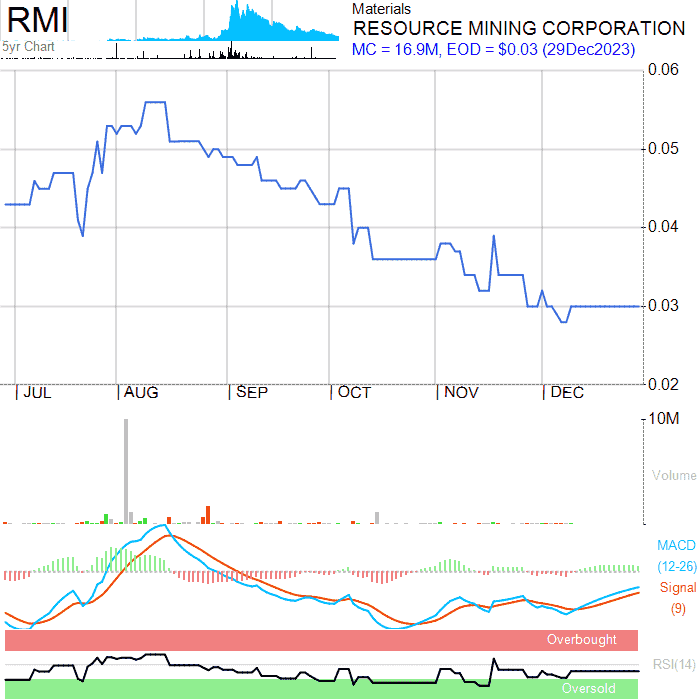 RMI
5yr Chart
Materials
RESOURCE MINING CORPORATION
MC = 16.9M, EOD = $0.03 (29Dec2023)
0.06
0.05
0.04
0.03
0.02
| JUL | AUG | SEP | OCT | NOV | DEC
10M
Volume
MACD
(12-26)
Signal
(9)
Overbought
RSI(14)
Oversold